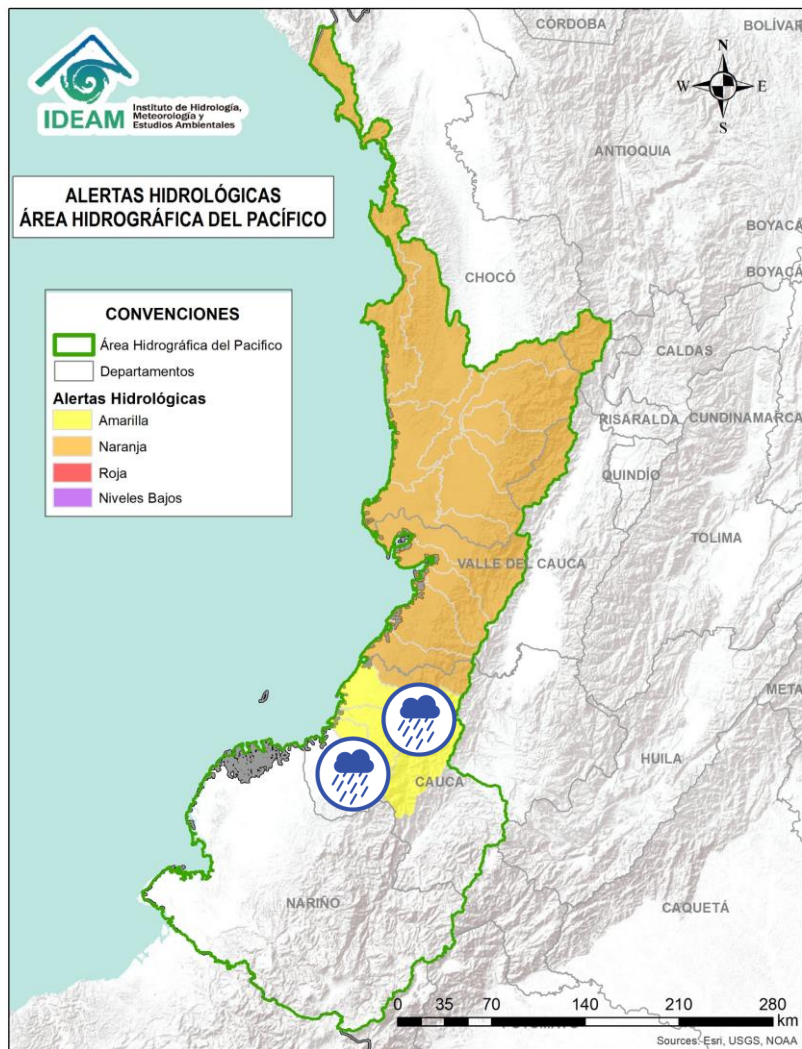 CÓRDOBA
BOLÍVAR
IDEAM
Instituto de Hidrología,
Meteorología y
Estudios Ambientales
N
W
E
S
ANTIOQUIA
ALERTAS HIDROLÓGICAS
ÁREA HIDROGRÁFICA DEL PACÍFICO
BOYACÁ
BOYACÁ
CHOCÓ
CONVENCIONES
Área Hidrográfica del Pacifico
Departamentos
Alertas Hidrológicas
Amarilla
Naranja
Roja
Niveles Bajos
CALDAS
RISARALDA
CUNDINAMARCA
QUINDÍO
TOLIMA
VALLE DEL CAUCA
META
HUILA
CAUCA
NARIÑO
CAQUETÁ
0 35 70 140 210 280
km
Sources: Esri, USGS, NOAA